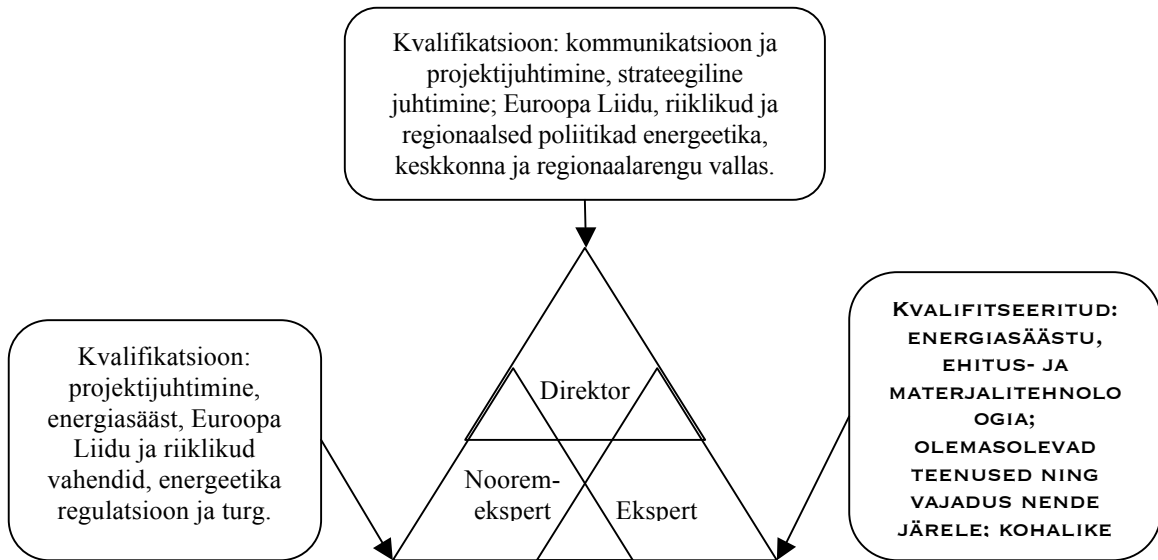 Kvalifikatsioon: kommunikatsioon ja
projektijuhtimine, strateegiline
juhtimine; Euroopa Liidu, riiklikud ja
regionaalsed poliitikad energeetika,
keskkonna ja regionaalarengu vallas.
Kvalifikatsioon:
projektijuhtimine,
energiasääst, Euroopa
Liidu ja riiklikud
vahendid, energeetika
regulatsioon ja turg.
Direktor
Noorem-
ekspert
Ekspert
KVALIFITSEERITUD:
ENERGIASÄÄSTU,
EHITUS- JA
MATERJALITEHNOLO
OGIA;
OLEMASOLEVAD
TEENUSED NING
VAJADUS NENDE
JÄRELE; KOHALIKE